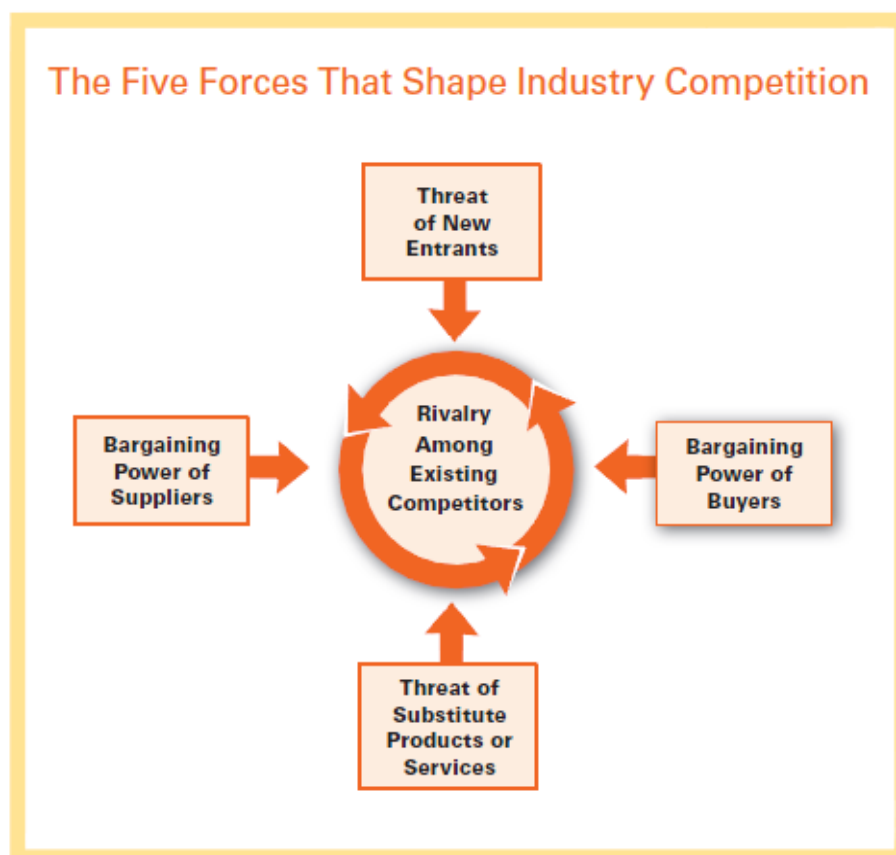 The Five Forces That Shape Industry Competition
Threat
of New
Entrants
Bargaining
Power of
Suppliers
Rivalry
Among
Existing
Competitors
Bargaining
Power of
Buyers
Threat of
Substitute
Products or
Services